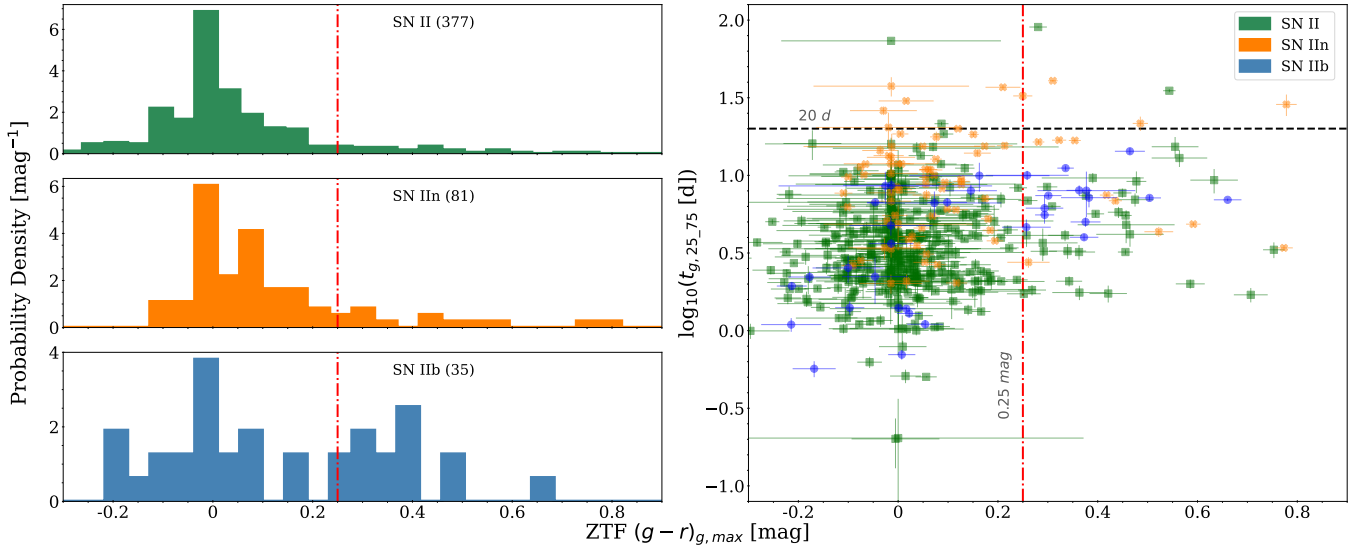 SN II (377)
6
4
2
0
SN IIn (81)
6
4
2
0
SN IIb (35)
4
2
0
-0.2 0 0.2 0.4 0.6 0.8
Probability Density [mag⁻¹]
ZTF (g − r)g,max [mag]
2.0
1.5
1.0
0.5
0.0
−0.5
−1.0
log₁₀(tg,25_75 [d])
SN II
SN IIn
SN IIb
20 d
0.25 mag
-0.2 0 0.2 0.4 0.6 0.8